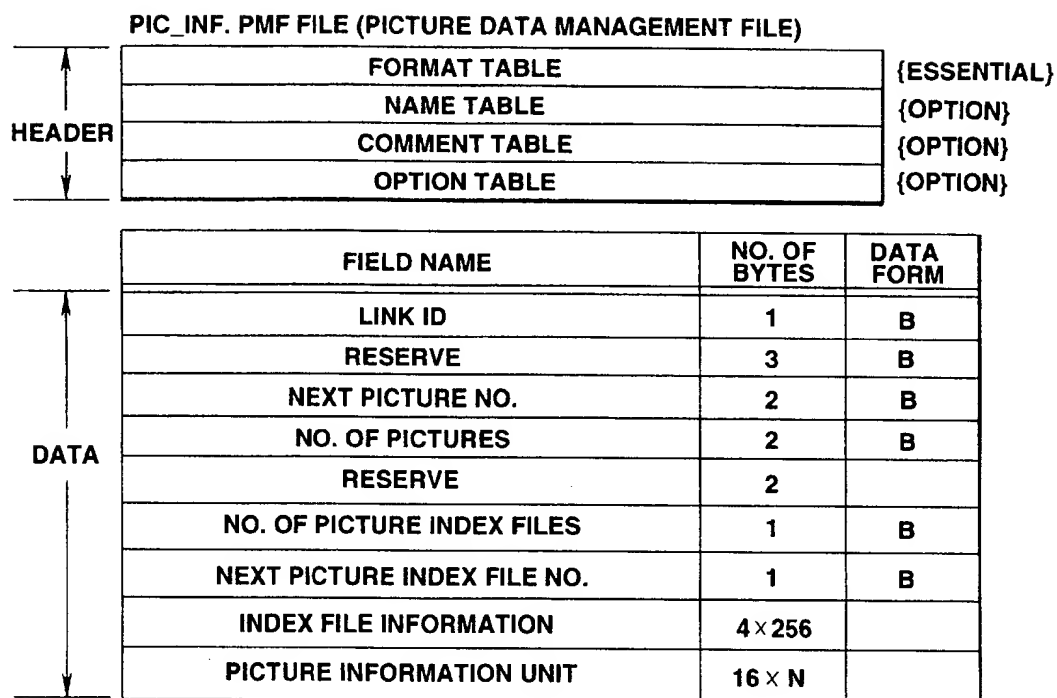 PIC_INF. PMF FILE (PICTURE DATA MANAGEMENT FILE)
HEADER
FORMAT TABLE {ESSENTIAL}
NAME TABLE {OPTION}
COMMENT TABLE {OPTION}
OPTION TABLE {OPTION}
FIELD NAME NO. OF BYTES DATA FORM
DATA
LINK ID 1 B
RESERVE 3 B
NEXT PICTURE NO. 2 B
NO. OF PICTURES 2 B
RESERVE 2
NO. OF PICTURE INDEX FILES 1 B
NEXT PICTURE INDEX FILE NO. 1 B
INDEX FILE INFORMATION 4×256
PICTURE INFORMATION UNIT 16 × N